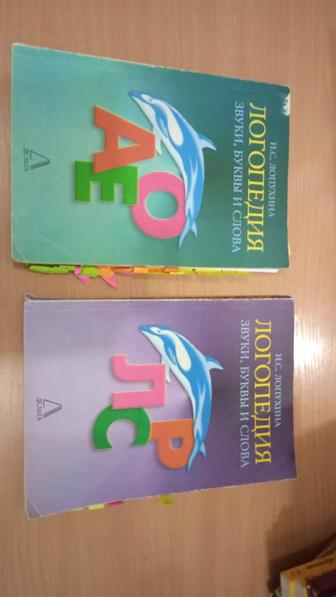 И.С. ЛОПУХИНА
ЛОГОПЕДИЯ
ЗВУКИ, БУКВЫ И СЛОВА
О
А Е
ДЕЛЬТА
И.С. ЛОПУХИНА
ЛОГОПЕДИЯ
ЗВУКИ, БУКВЫ И СЛОВА
Р
Л С
ДЕЛЬТА